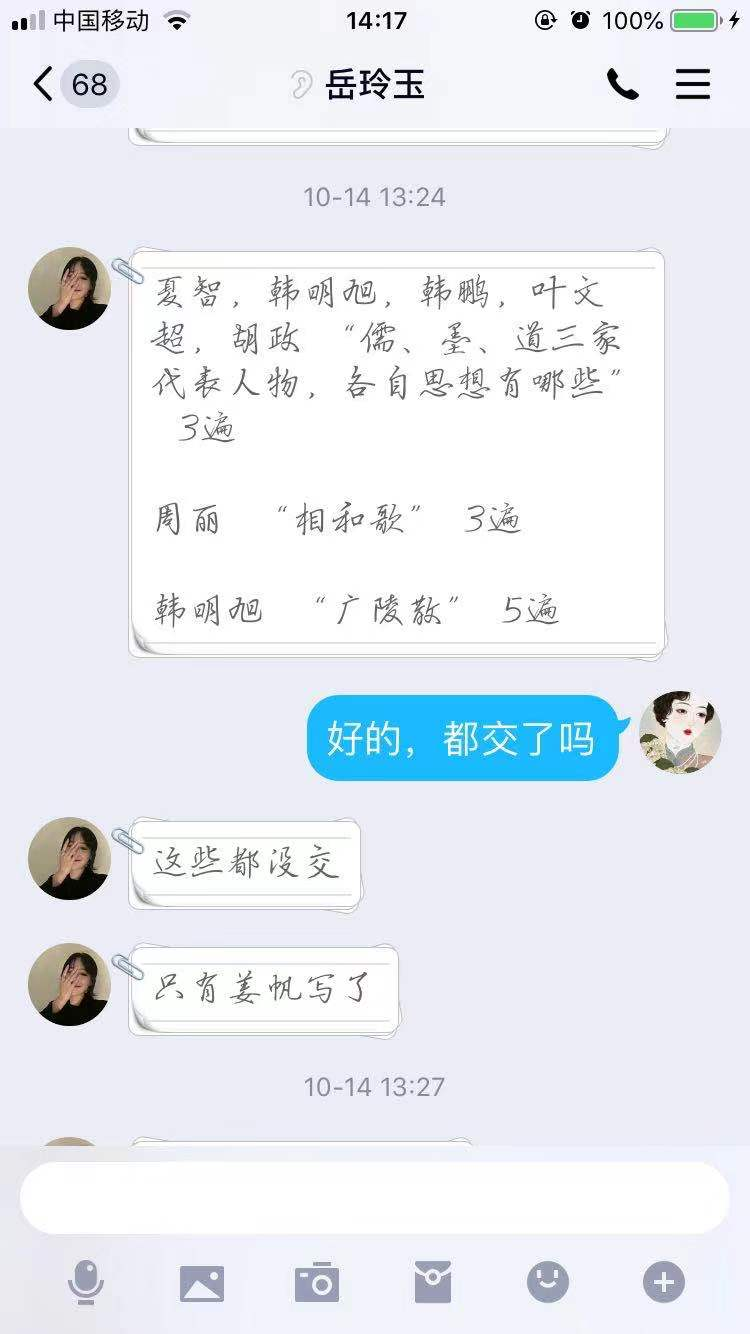 中国移动 14:17 100%
68 岳玲玉
10-14 13:24
夏智，韩明旭，韩鹏，叶文
超，胡政 “儒、墨、道三家
代表人物，各自思想有哪些”
3遍
周丽 “相和歌” 3遍
韩明旭 “广陵散” 5遍
好的，都交了吗
这些都没交
只有姜帆写了
10-14 13:27